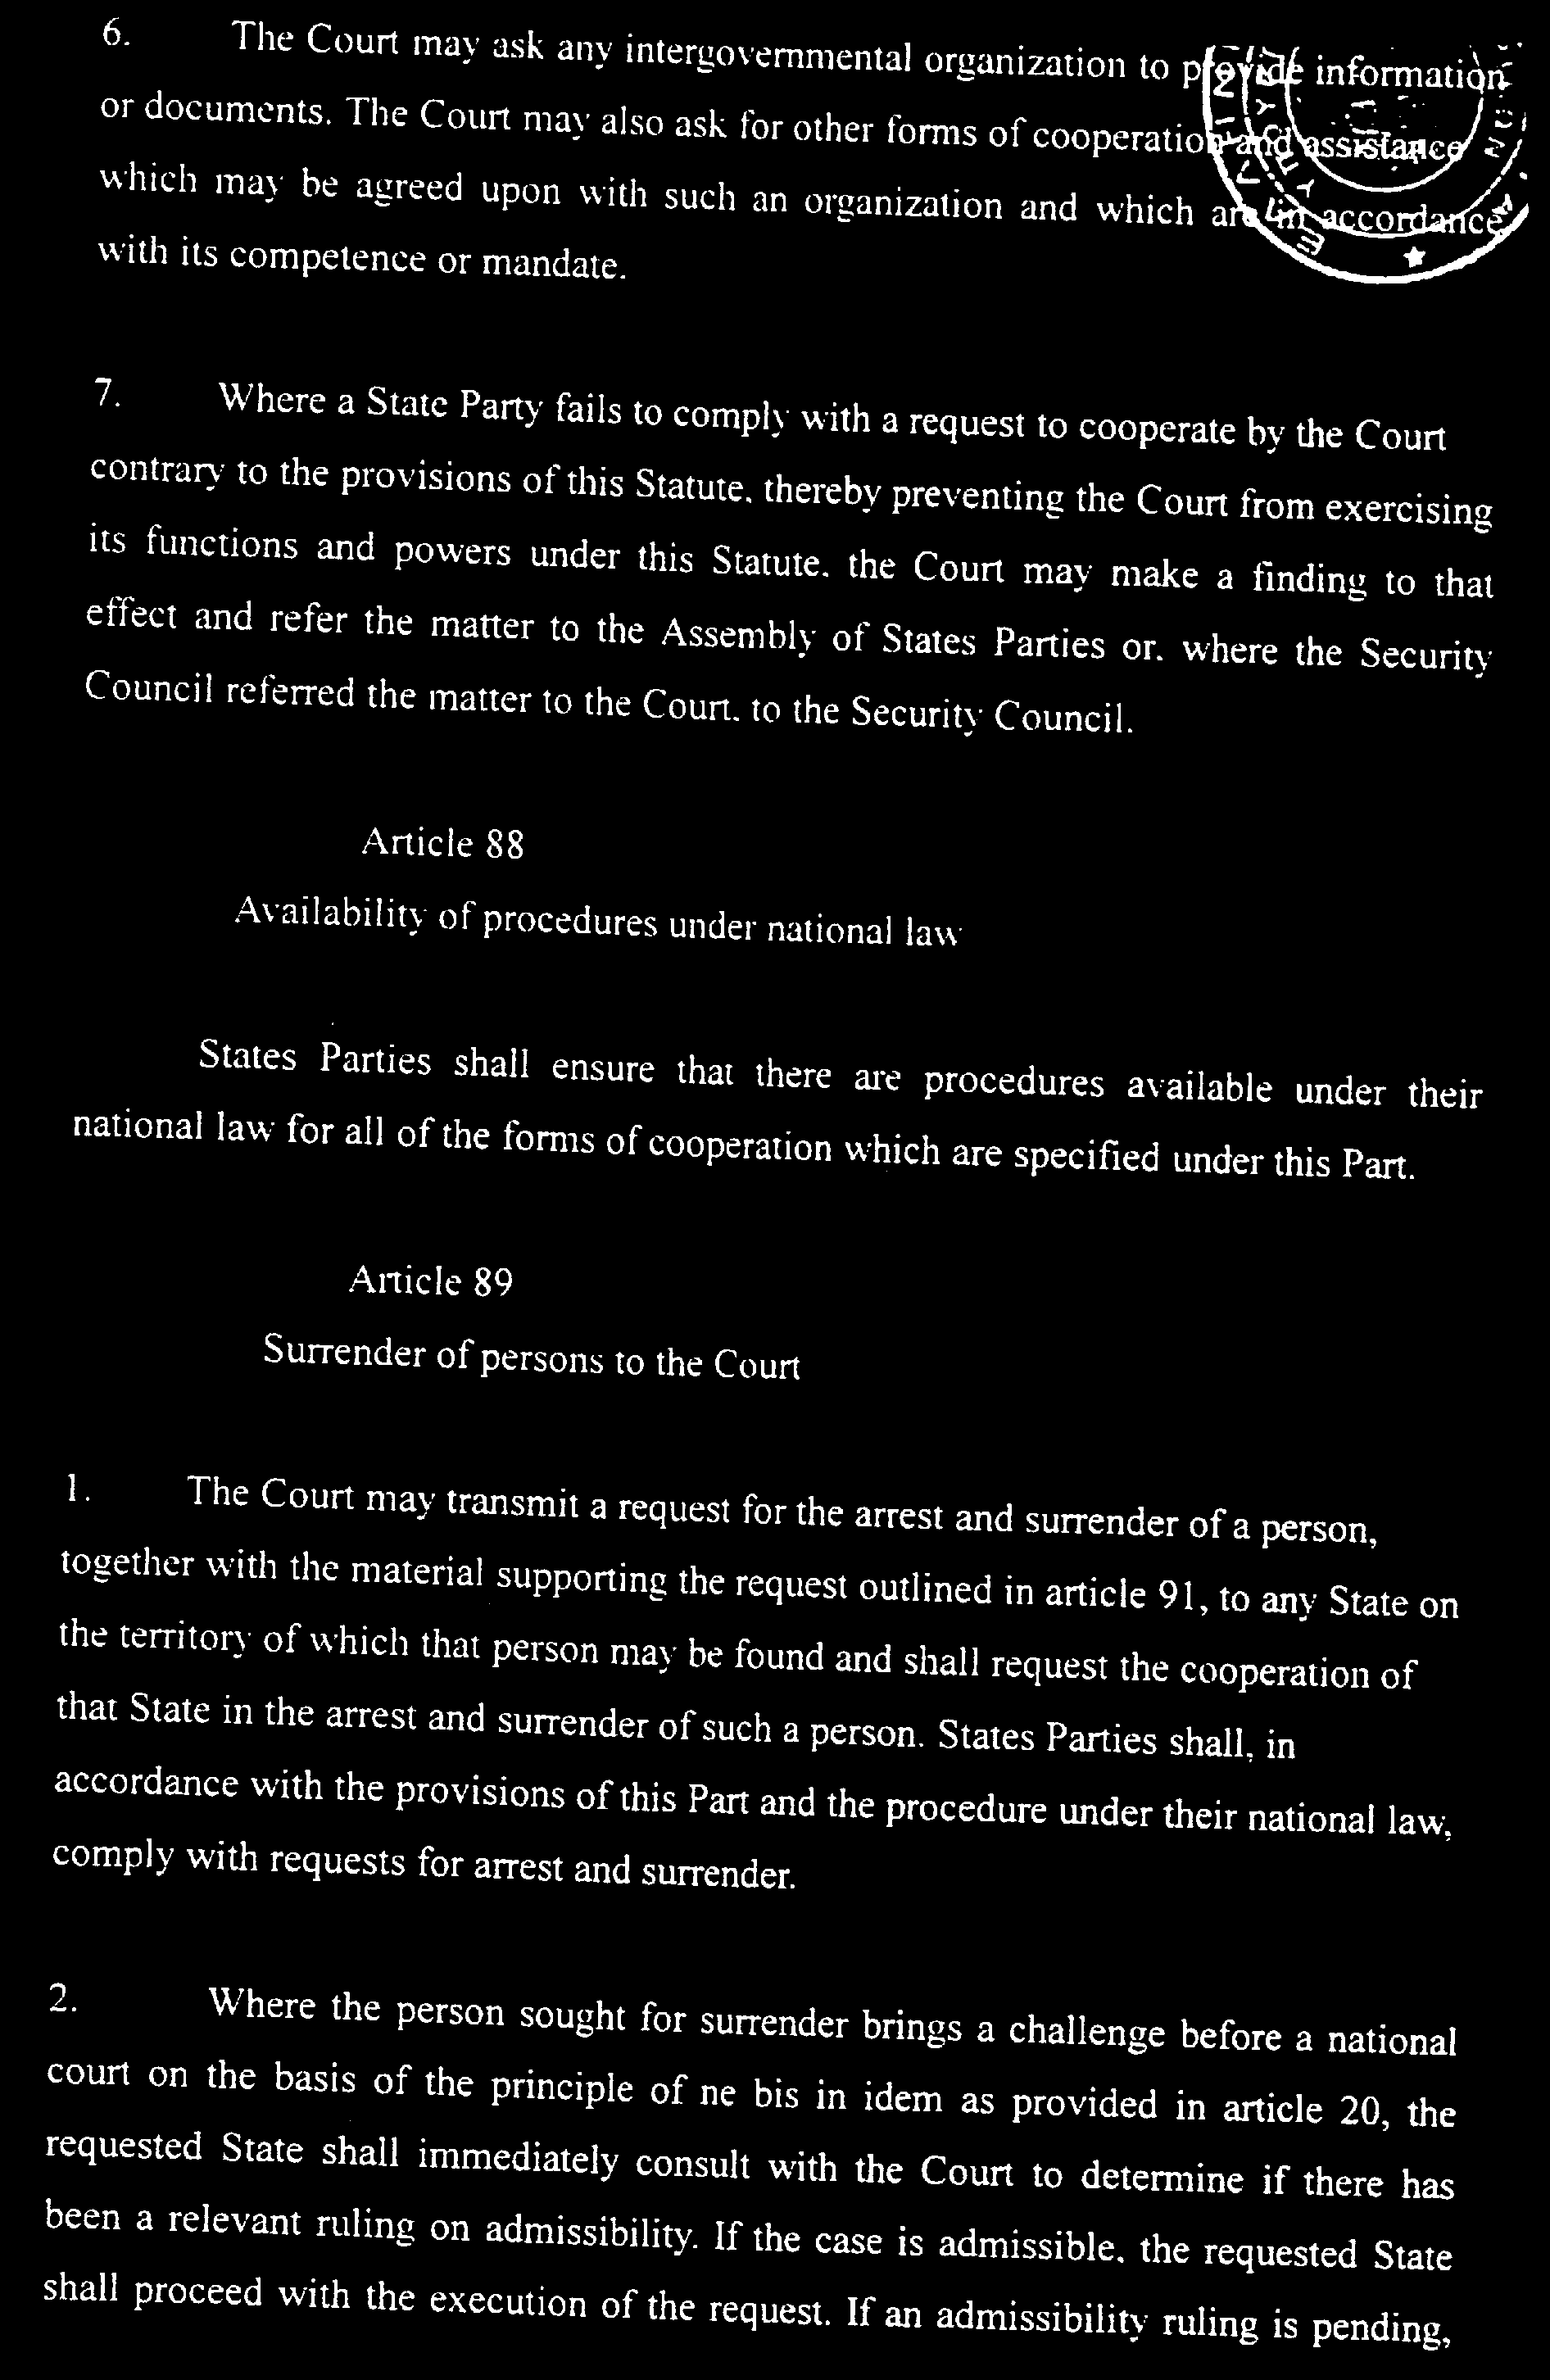 6. The Court may ask any intergovernmental organization to provide information
or documents. The Court may also ask for other forms of cooperation and assistance
which may be agreed upon with such an organization and which are in accordance
with its competence or mandate.
7. Where a State Party fails to comply with a request to cooperate by the Court
contrary to the provisions of this Statute, thereby preventing the Court from exercising
its functions and powers under this Statute, the Court may make a finding to that
effect and refer the matter to the Assembly of States Parties or, where the Security
Council referred the matter to the Court, to the Security Council.
Article 88
Availability of procedures under national law
States Parties shall ensure that there are procedures available under their
national law for all of the forms of cooperation which are specified under this Part.
Article 89
Surrender of persons to the Court
1. The Court may transmit a request for the arrest and surrender of a person,
together with the material supporting the request outlined in article 91, to any State on
the territory of which that person may be found and shall request the cooperation of
that State in the arrest and surrender of such a person. States Parties shall, in
accordance with the provisions of this Part and the procedure under their national law,
comply with requests for arrest and surrender.
2. Where the person sought for surrender brings a challenge before a national
court on the basis of the principle of ne bis in idem as provided in article 20, the
requested State shall immediately consult with the Court to determine if there has
been a relevant ruling on admissibility. If the case is admissible, the requested State
shall proceed with the execution of the request. If an admissibility ruling is pending,